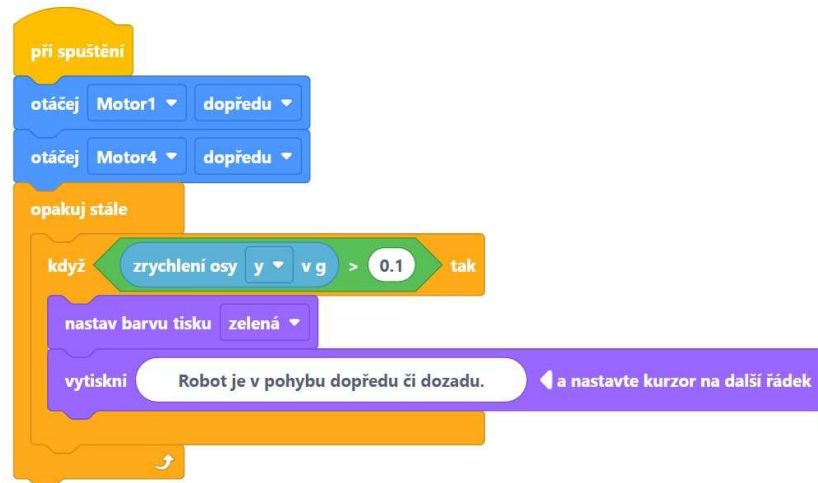 při spuštění
otáčej Motor1 dopředu
otáčej Motor4 dopředu
opakuj stále
když zrychlení osy y v g > 0.1 tak
nastav barvu tisku zelená
vytiskni Robot je v pohybu dopředu či dozadu. a nastavte kurzor na další řádek